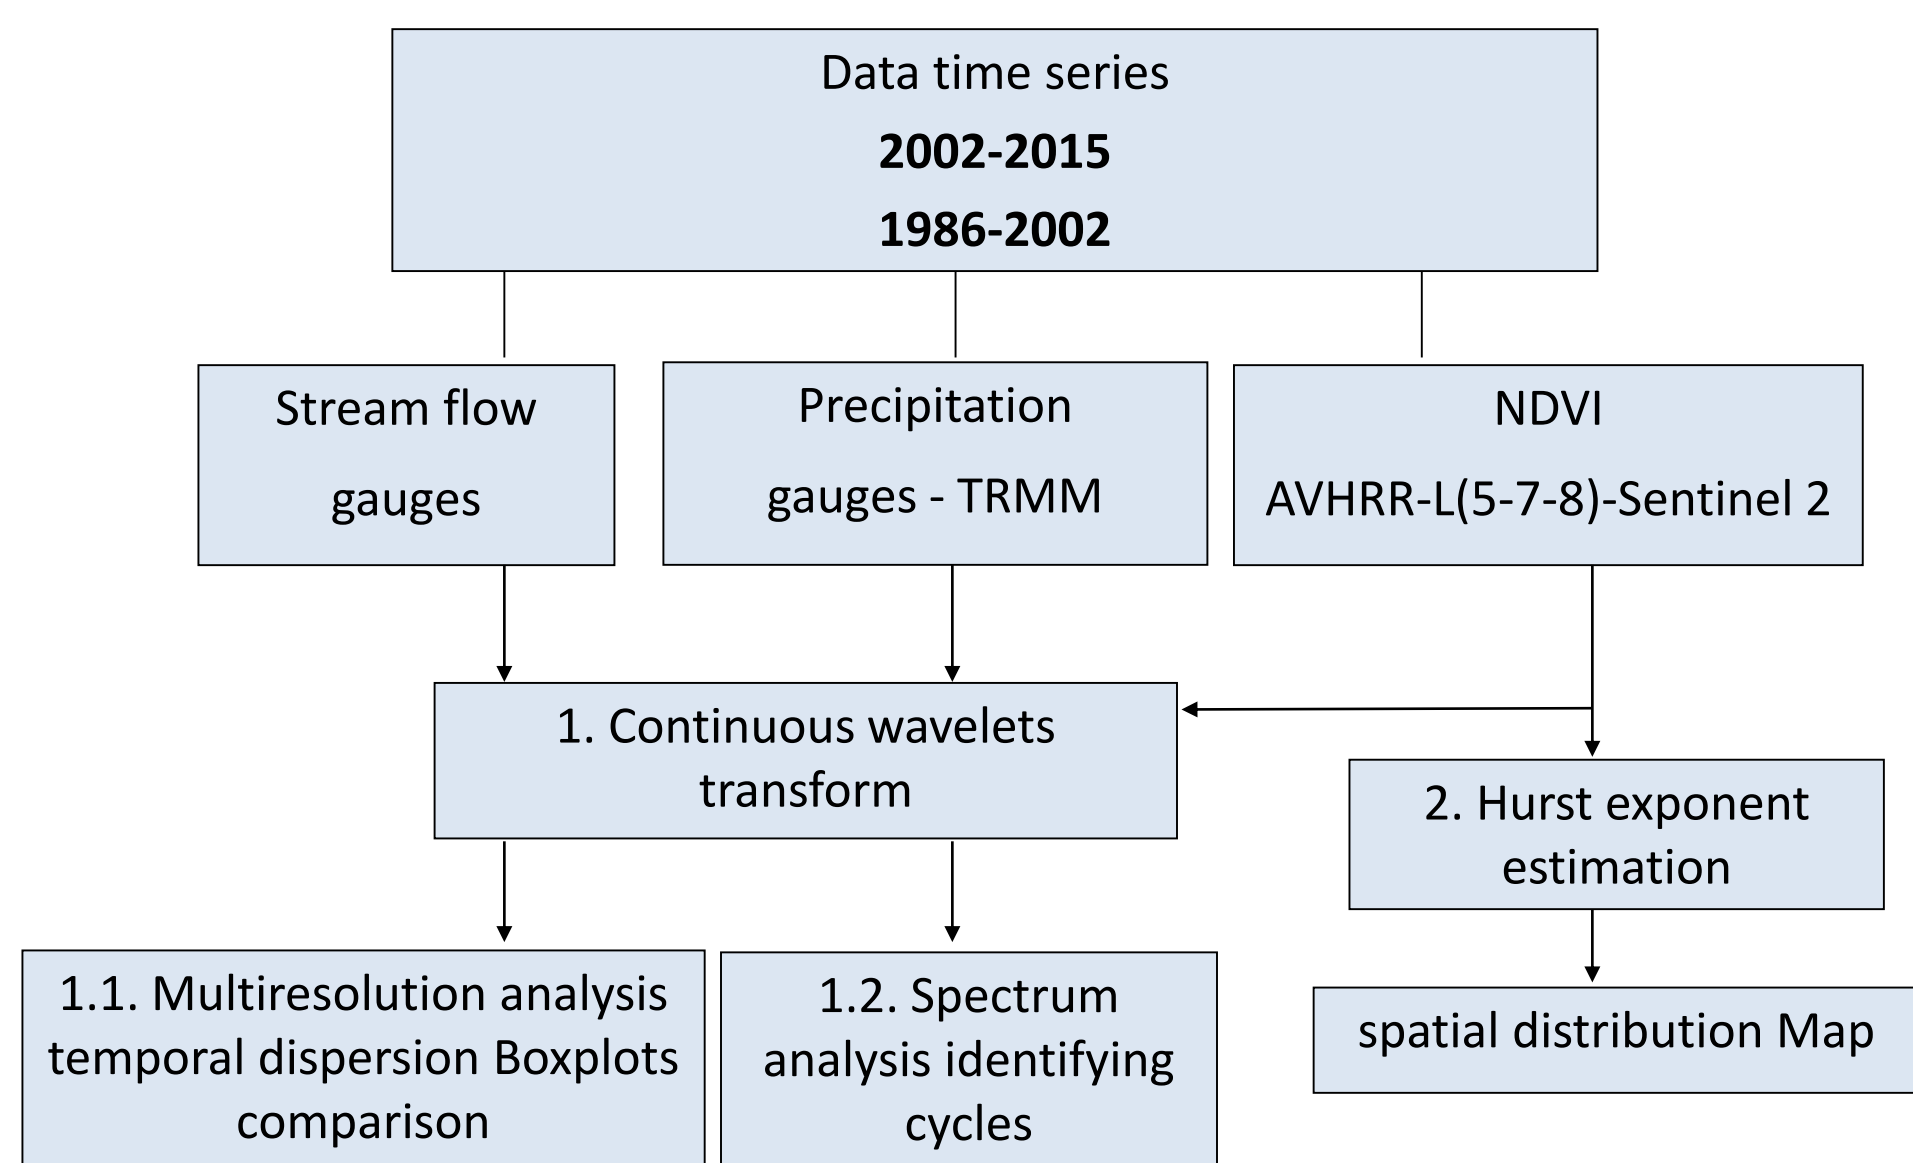 Data time series
2002-2015
1986-2002
Stream flow
gauges
Precipitation
gauges - TRMM
NDVI
AVHRR-L(5-7-8)-Sentinel 2
1. Continuous wavelets
transform
2. Hurst exponent
estimation
1.1. Multiresolution analysis
temporal dispersion Boxplots
comparison
1.2. Spectrum
analysis identifying
cycles
spatial distribution Map